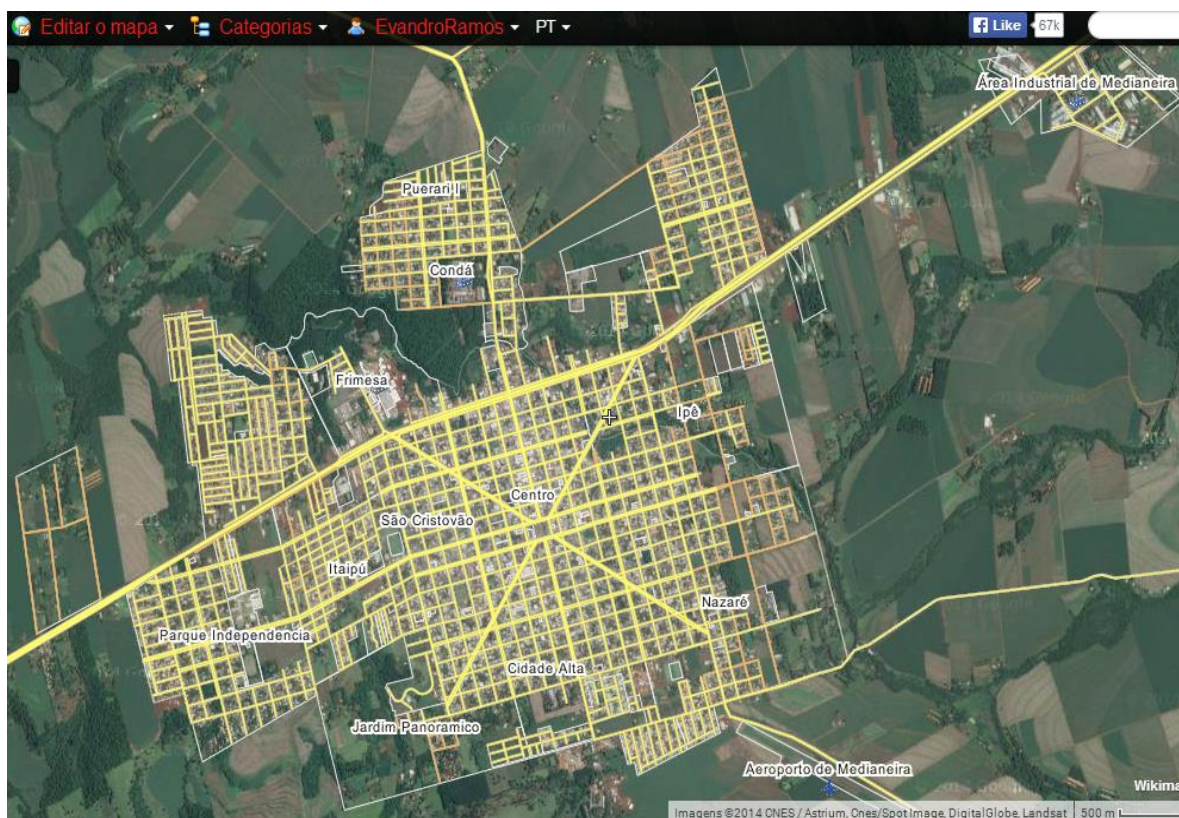 Editar o mapa Categorias EvandroRamos PT Like 67k
Área Industrial de Medianeira
Puerari I
Condá
Frimesa
Ipê
Centro
São Cristovão
Itaipú
Nazaré
Parque Independencia
Cidade Alta
Jardim Panoramico
Aeroporto de Medianeira
Wikima
Imagens ©2014 CNES / Astrium, Cnes/Spot Image, DigitalGlobe, Landsat 500 m